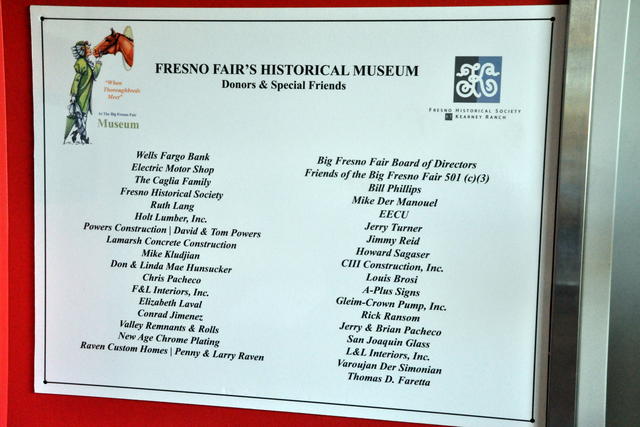 "When
Thoroughbreds
Meet"
At The Big Fresno Fair
Museum
FRESNO FAIR'S HISTORICAL MUSEUM
Donors & Special Friends
FRESNO HISTORICAL SOCIETY
AT KEARNEY RANCH
Wells Fargo Bank
Electric Motor Shop
The Caglia Family
Fresno Historical Society
Ruth Lang
Holt Lumber, Inc.
Powers Construction | David & Tom Powers
Lamarsh Concrete Construction
Mike Kludjian
Don & Linda Mae Hunsucker
Chris Pacheco
F&L Interiors, Inc.
Elizabeth Laval
Conrad Jimenez
Valley Remnants & Rolls
New Age Chrome Plating
Raven Custom Homes | Penny & Larry Raven
Big Fresno Fair Board of Directors
Friends of the Big Fresno Fair 501 (c)(3)
Bill Phillips
Mike Der Manouel
EECU
Jerry Turner
Jimmy Reid
Howard Sagaser
CIII Construction, Inc.
Louis Brosi
A-Plus Signs
Gleim-Crown Pump, Inc.
Rick Ransom
Jerry & Brian Pacheco
San Joaquin Glass
L&L Interiors, Inc.
Varoujan Der Simonian
Thomas D. Faretta